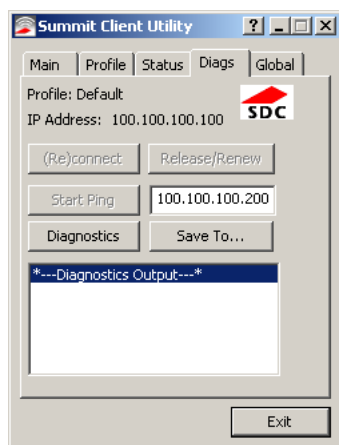 Summit Client Utility
Main Profile Status Diags Global
Profile: Default
IP Address: 100.100.100.100
SDC
(Re)connect Release/Renew
Start Ping 100.100.100.200
Diagnostics Save To...
*---Diagnostics Output---*
Exit